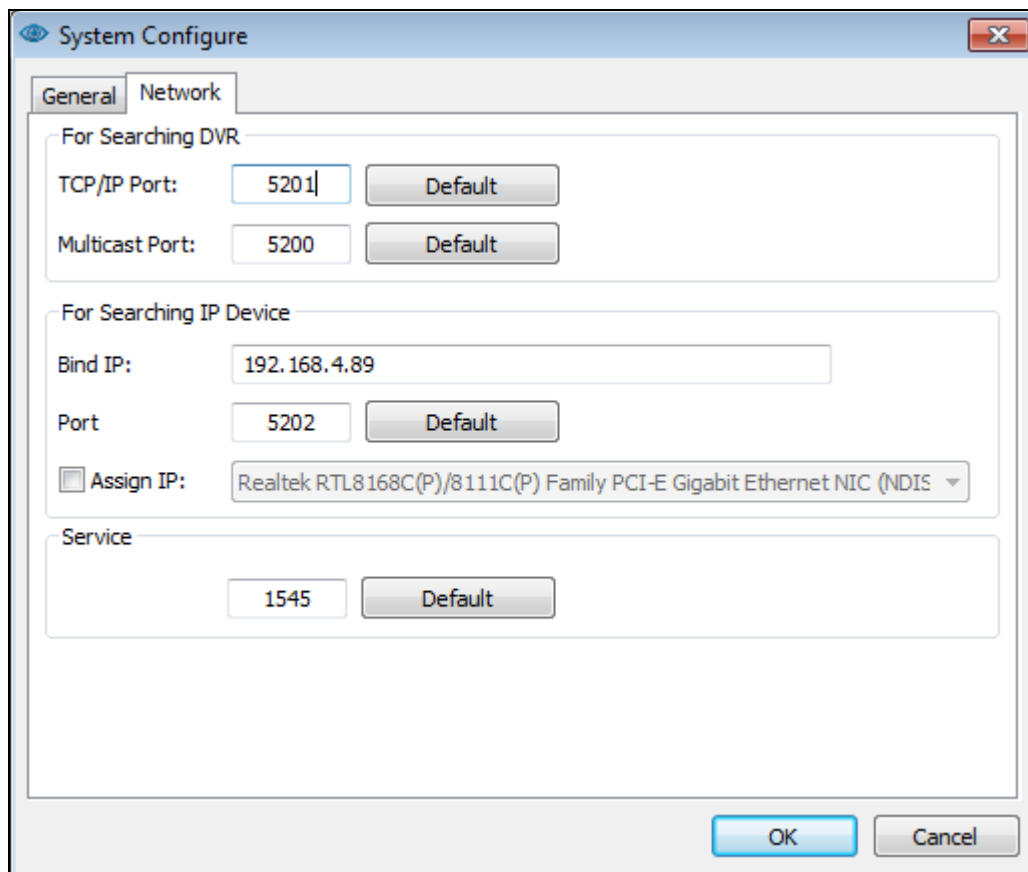 System Configure
General Network
For Searching DVR
TCP/IP Port: 5201 Default
Multicast Port: 5200 Default
For Searching IP Device
Bind IP: 192.168.4.89
Port 5202 Default
Assign IP: Realtek RTL8168C(P)/8111C(P) Family PCI-E Gigabit Ethernet NIC (NDIS
Service
1545 Default
OK Cancel